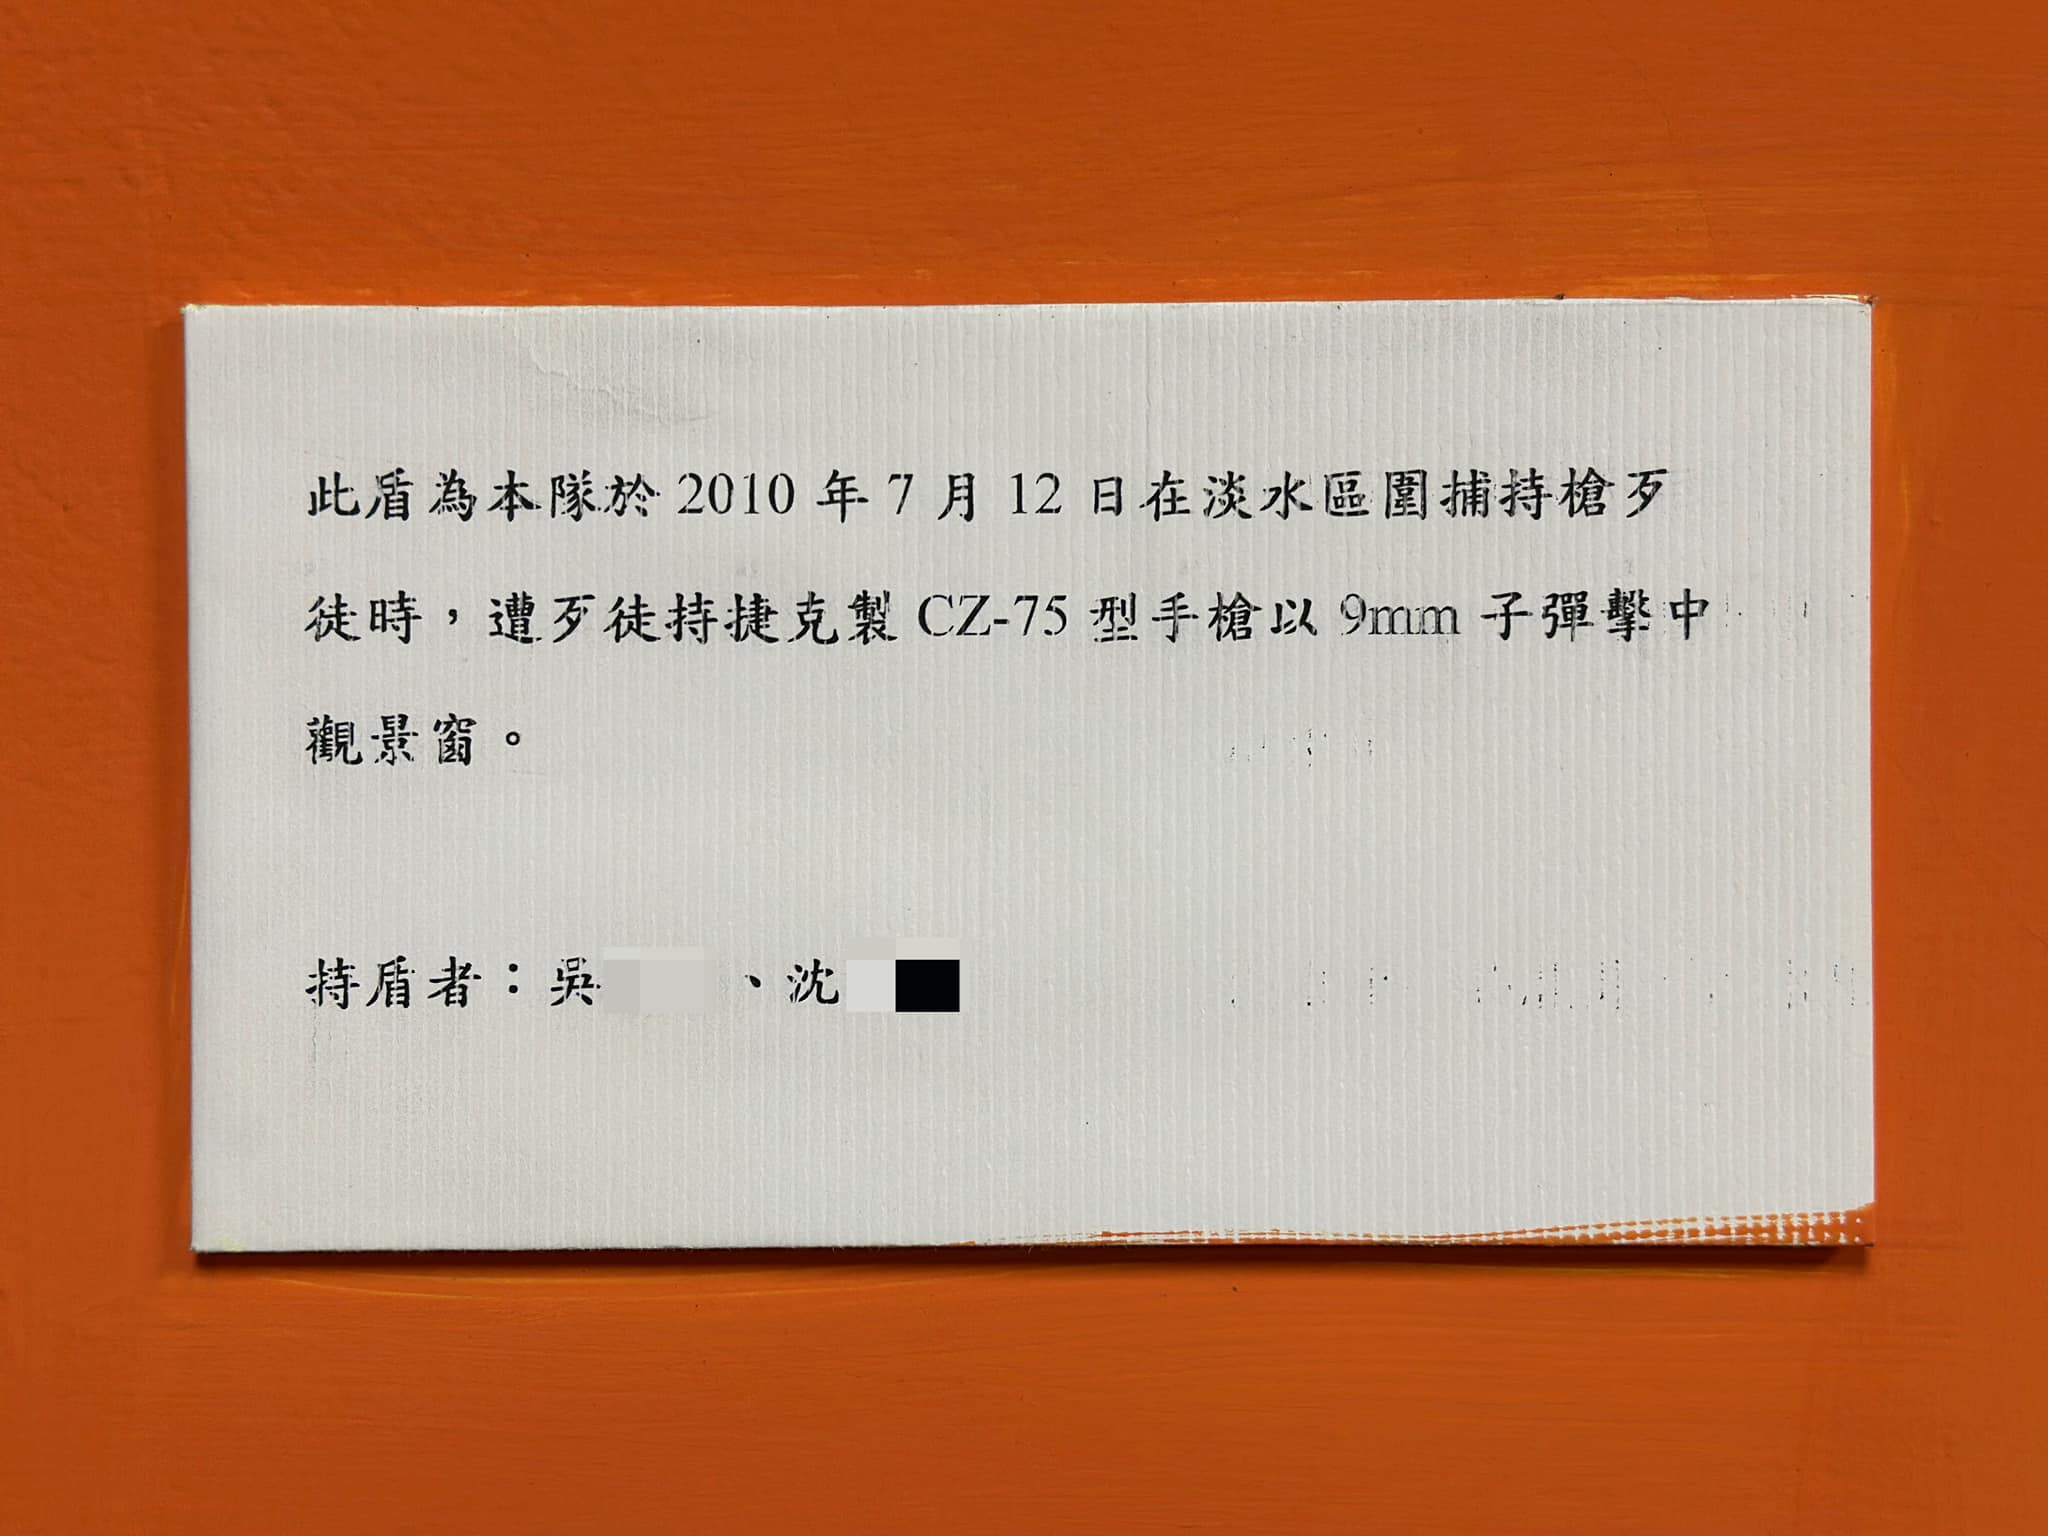 此盾為本隊於 2010 年 7 月 12 日在淡水區圍捕持槍歹
徒時，遭歹徒持捷克製 CZ-75 型手槍以 9mm 子彈擊中
觀景窗。
持盾者：吳、沈